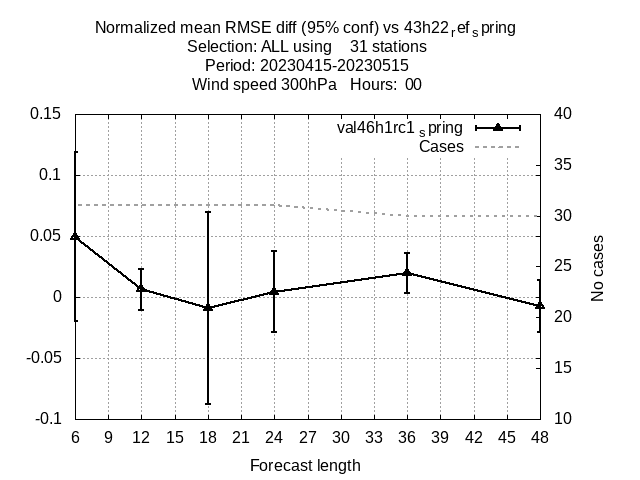 Normalized mean RMSE diff (95% conf) vs 43h22refspring
Selection: ALL using 31 stations
Period: 20230415-20230515
Wind speed 300hPa Hours: 00
0.15
0.1
0.05
0
-0.05
-0.1
40
35
30
25
20
15
10
val46h1rc1spring
Cases
No cases
6 9 12 15 18 21 24 27 30 33 36 39 42 45 48
Forecast length